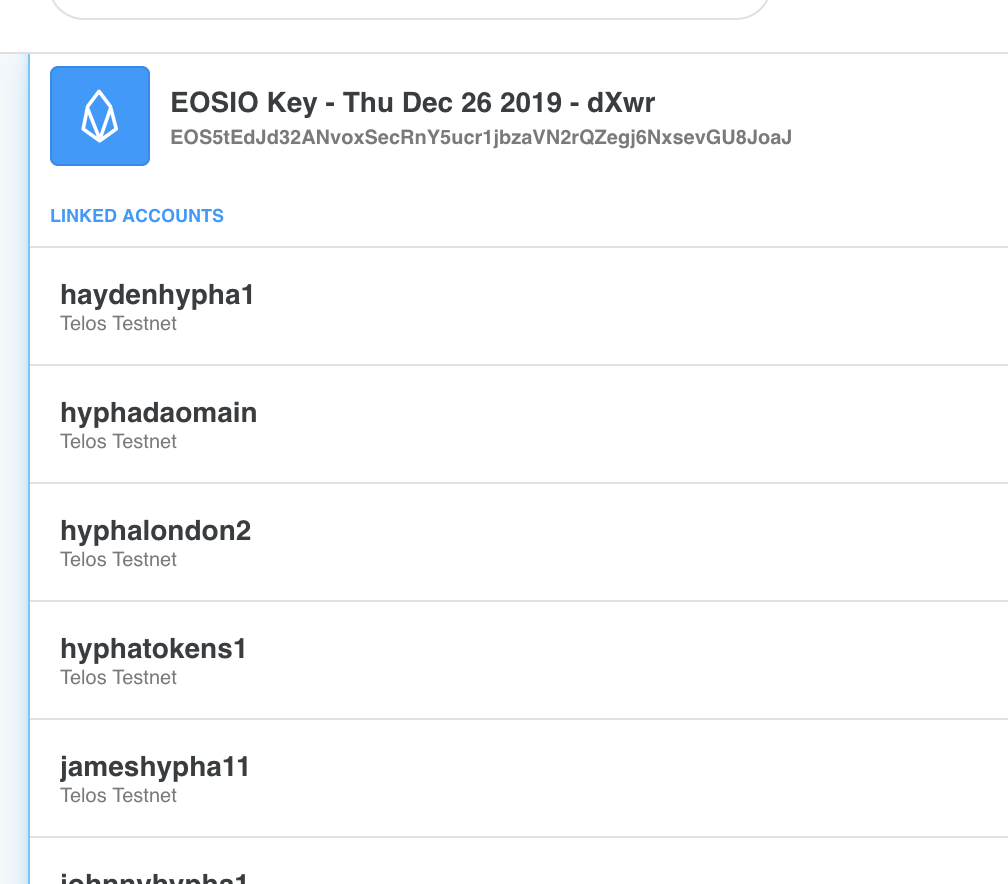 EOSIO Key - Thu Dec 26 2019 - dXwr
EOS5tEdJd32ANvoxSecRnY5ucr1jbzaVN2rQZegj6NxsevGU8JoaJ
LINKED ACCOUNTS
haydenhypha1
Telos Testnet
hyphadaomain
Telos Testnet
hyphalondon2
Telos Testnet
hyphatokens1
Telos Testnet
jameshypha11
Telos Testnet
johnnyhypha1